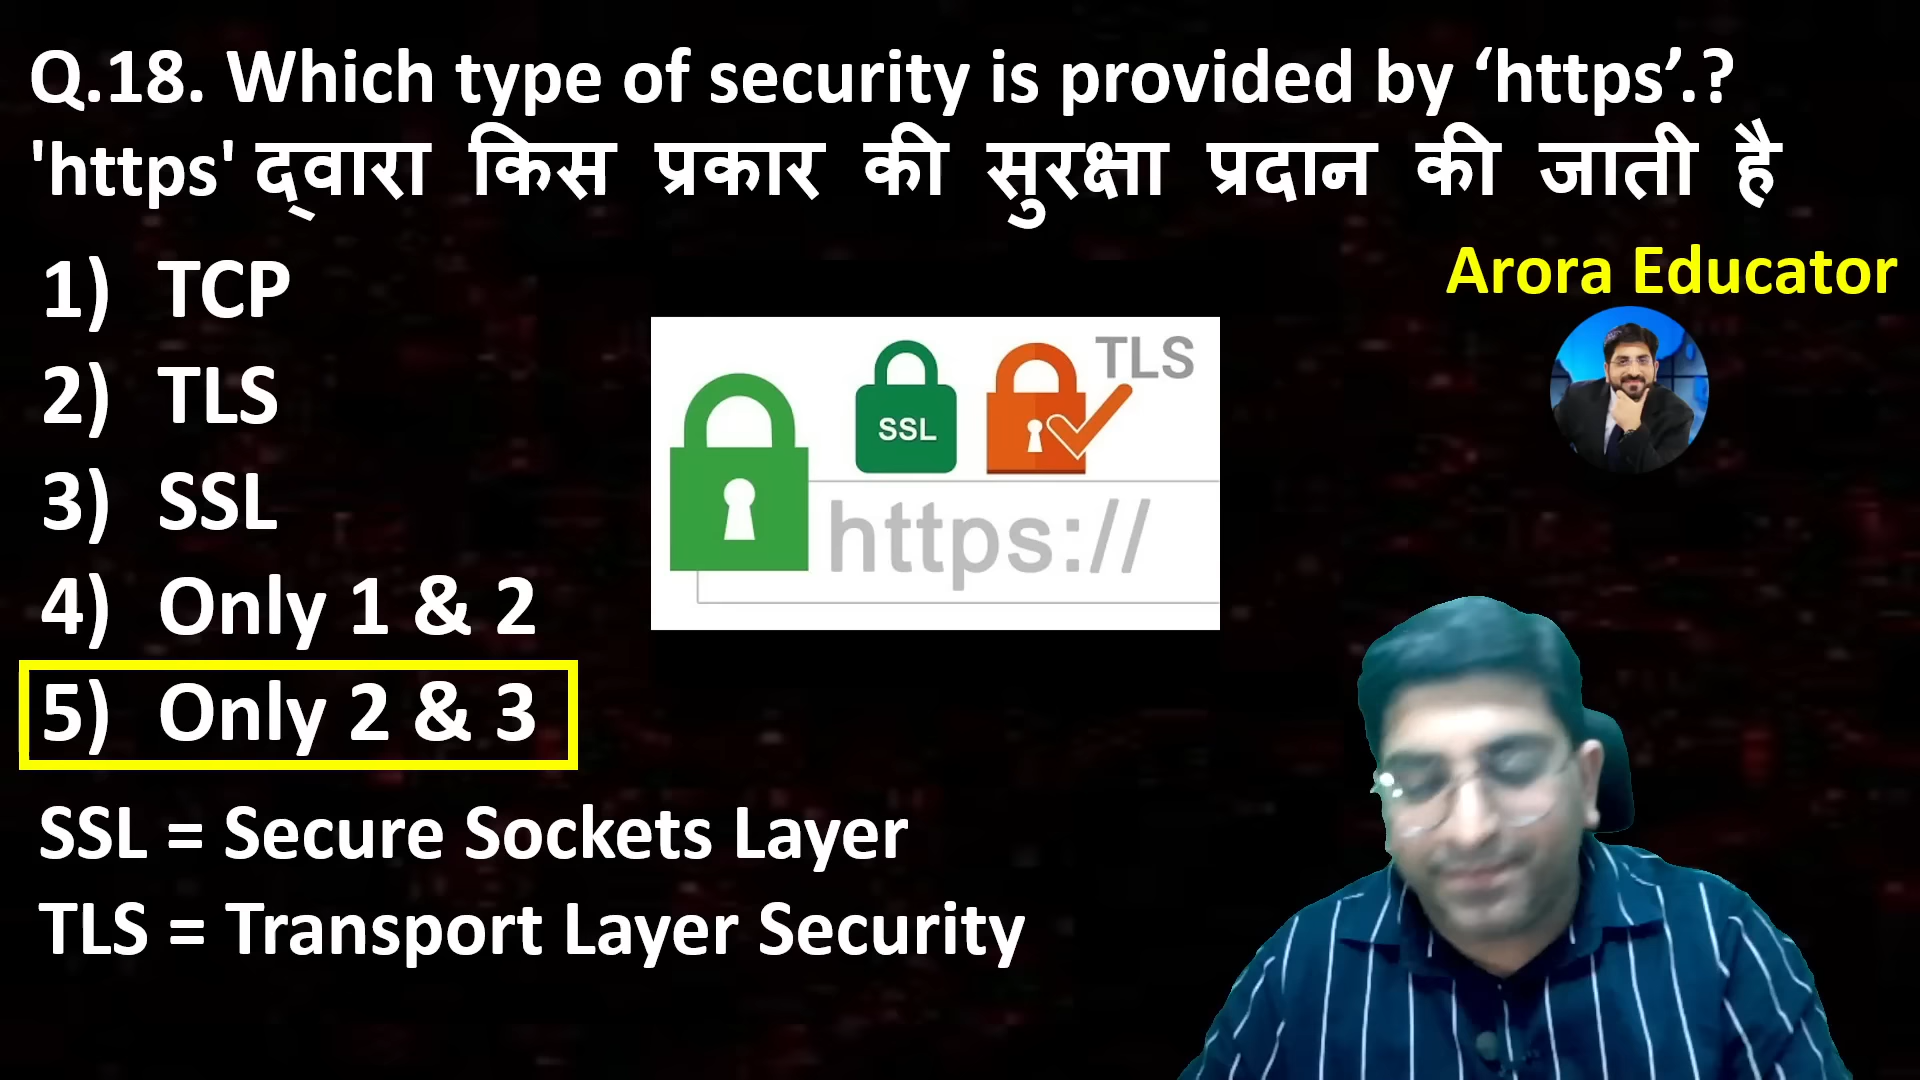 Q.18. Which type of security is provided by ‘https’.?
'https' द्वारा किस प्रकार की सुरक्षा प्रदान की जाती है
Arora Educator
1) TCP
2) TLS
3) SSL
4) Only 1 & 2
5) Only 2 & 3
SSL
TLS
https://
SSL = Secure Sockets Layer
TLS = Transport Layer Security